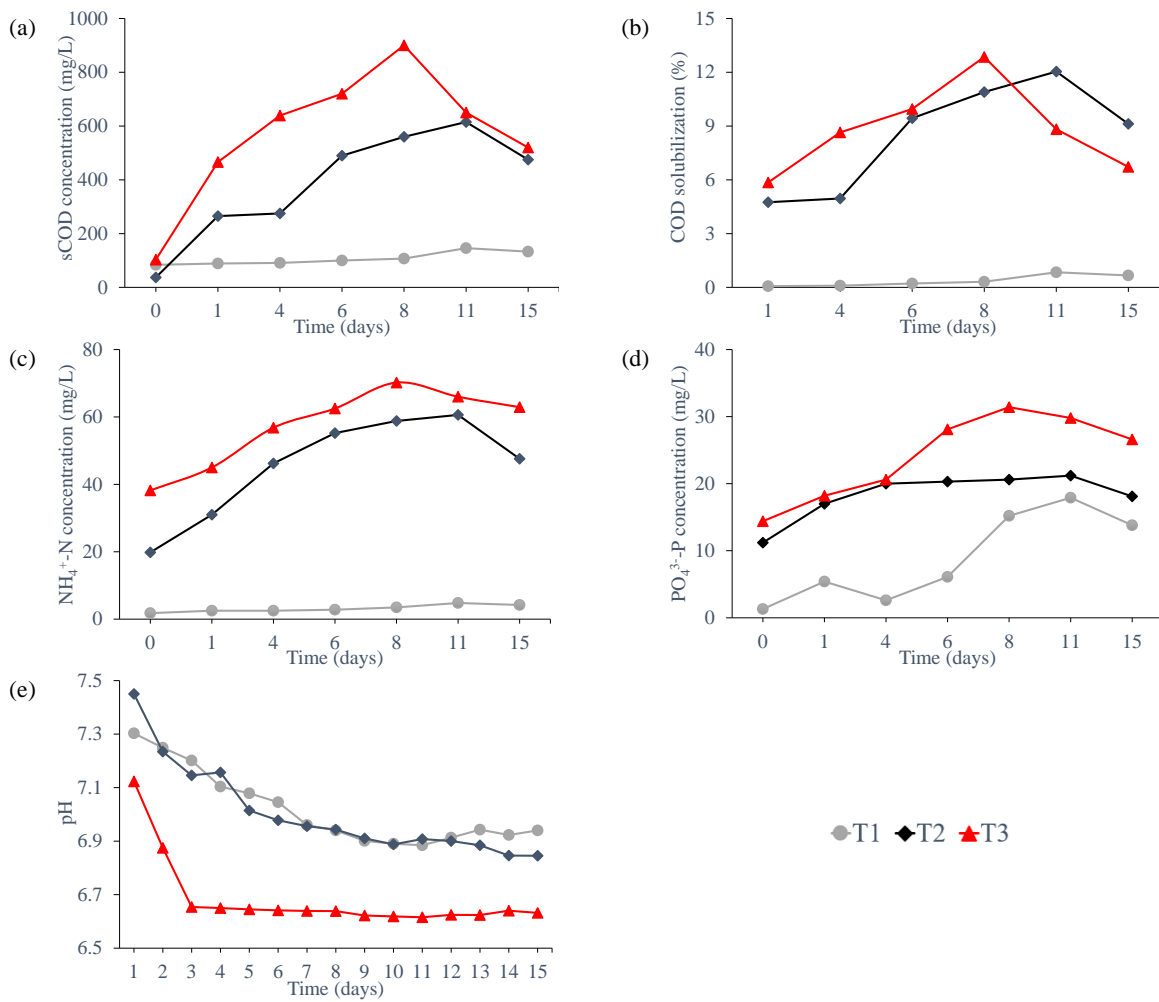 (a)
sCOD concentration (mg/L)
1000
800
600
400
200
0
0 1 4 6 8 11 15
Time (days)
(b)
COD solubilization (%)
15
12
9
6
3
0
1 4 6 8 11 15
Time (days)
(c)
NH₄⁺-N concentration (mg/L)
80
60
40
20
0
0 1 4 6 8 11 15
Time (days)
(d)
PO₄³⁻-P concentration (mg/L)
40
30
20
10
0
0 1 4 6 8 11 15
Time (days)
(e)
pH
7.5
7.3
7.1
6.9
6.7
6.5
1 2 3 4 5 6 7 8 9 10 11 12 13 14 15
Time (days)
T1 T2 T3